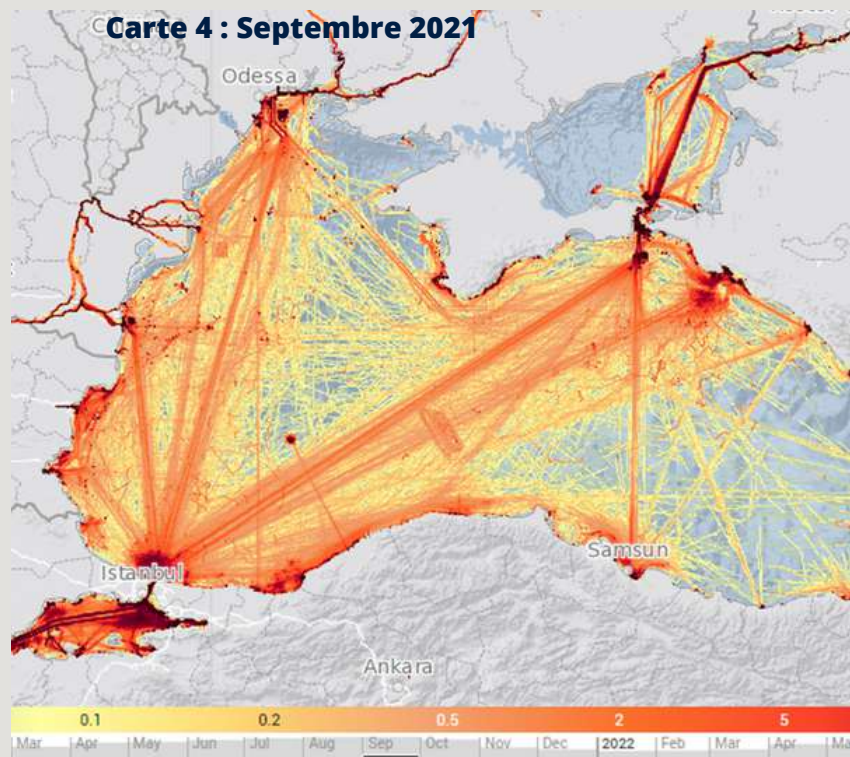 Carte 4 : Septembre 2021
Odessa
Istanbul
Samsun
Ankara
0.1 0.2 0.5 2 5
Mar Apr May Jun Jul Aug Sep Oct Nov Dec 2022 Feb Mar Apr Ma